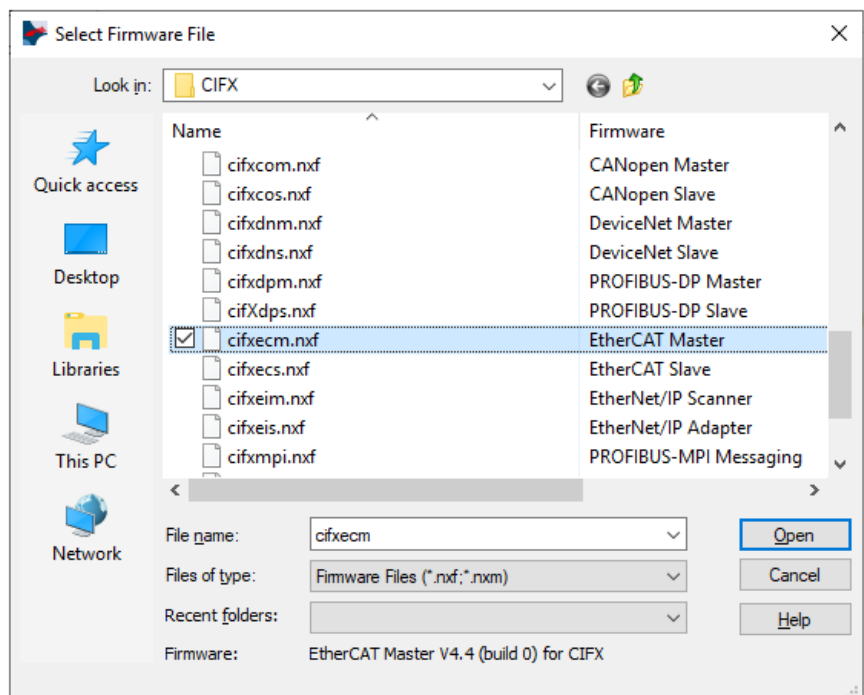 Select Firmware File
Look in: CIFX
Quick access
Desktop
Libraries
This PC
Network
Name Firmware
cifxcom.nxf CANopen Master
cifxcos.nxf CANopen Slave
cifxdnm.nxf DeviceNet Master
cifxdns.nxf DeviceNet Slave
cifxdpm.nxf PROFIBUS-DP Master
cifXdps.nxf PROFIBUS-DP Slave
cifxecm.nxf EtherCAT Master
cifxecs.nxf EtherCAT Slave
cifxeim.nxf EtherNet/IP Scanner
cifxeis.nxf EtherNet/IP Adapter
cifxmpi.nxf PROFIBUS-MPI Messaging
File name: cifxecm Open
Files of type: Firmware Files (*.nxf;*.nxm) Cancel
Recent folders: Help
Firmware: EtherCAT Master V4.4 (build 0) for CIFX